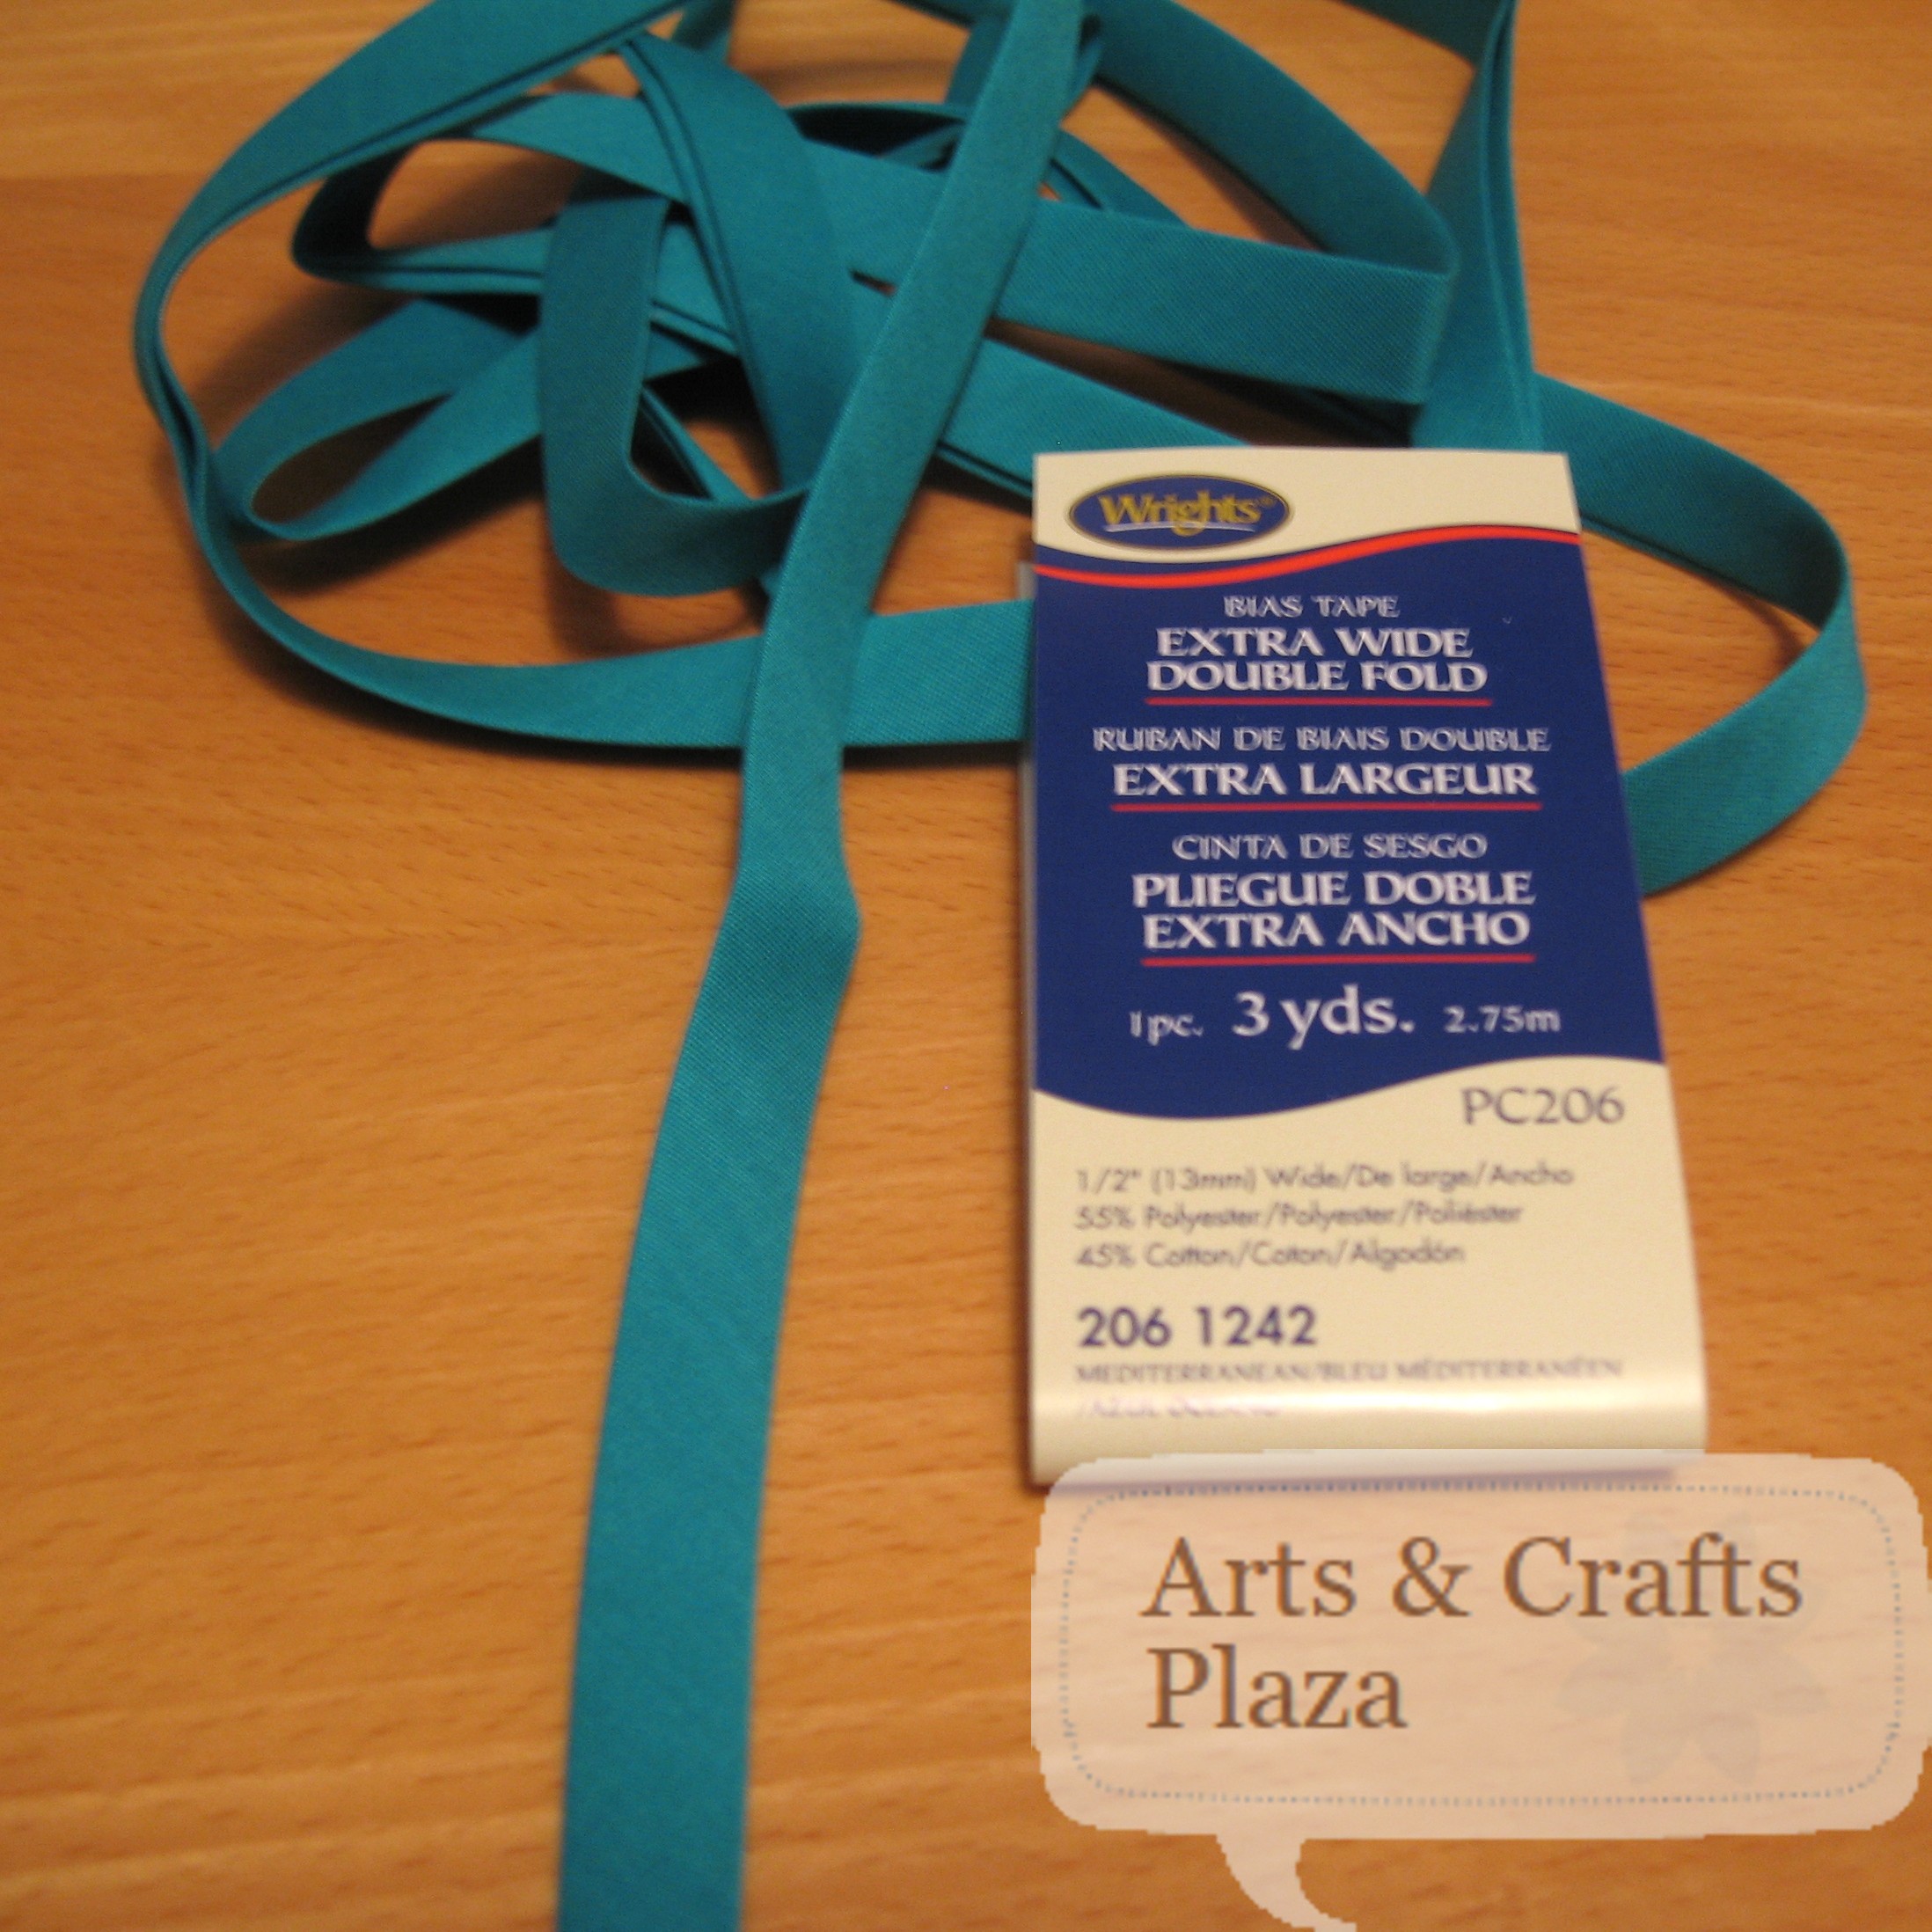 Wrights®
BIAS TAPE
EXTRA WIDE
DOUBLE FOLD
RUBAN DE BIAIS DOUBLE
EXTRA LARGEUR
CINTA DE SESGO
PLIEGUE DOBLE
EXTRA ANCHO
1 pc. 3 yds. 2.75m
PC206
1/2" (13mm) Wide/De large/Ancho
55% Polyester/Polyester/Poliéster
45% Cotton/Coton/Algodón
206 1242
MEDITERRANEAN/BLEU MÉDITERRANÉEN
Arts & Crafts
Plaza